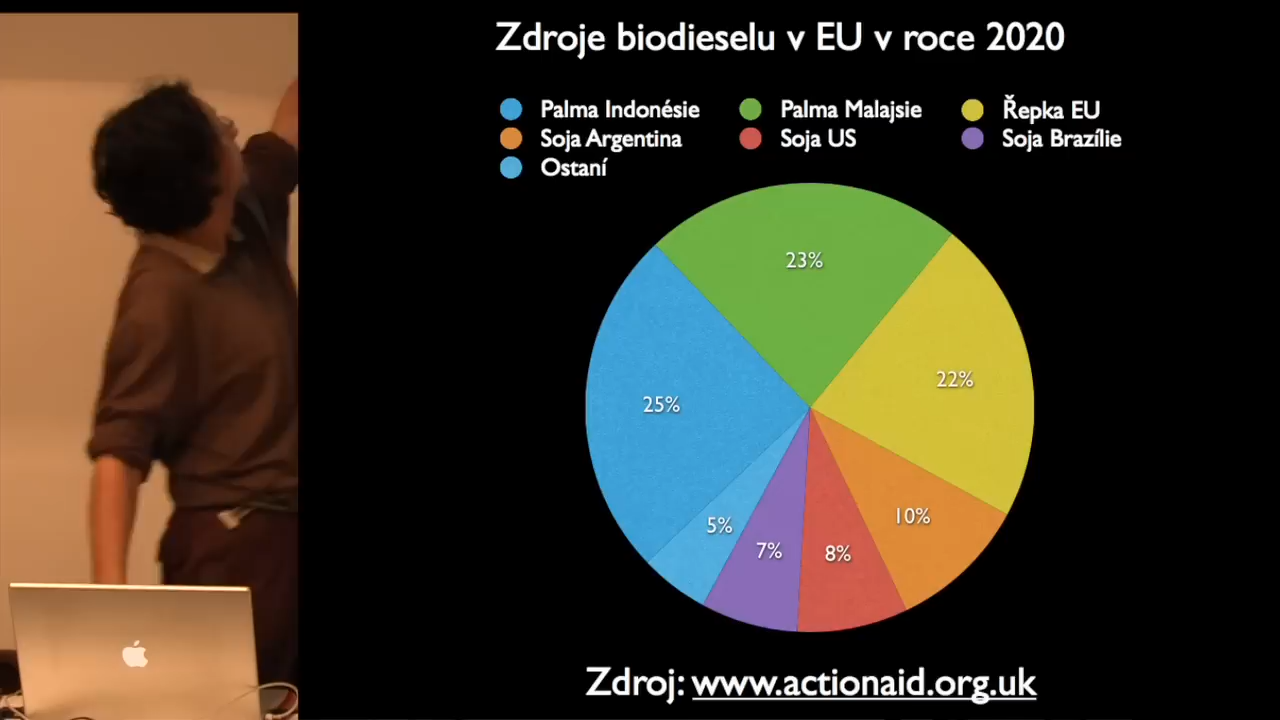 Zdroje biodieselu v EU v roce 2020
Palma Indonésie Palma Malajsie Řepka EU
Soja Argentina Soja US Soja Brazílie
Ostaní
23%
22%
25%
10%
5%
7%
8%
Zdroj: www.actionaid.org.uk